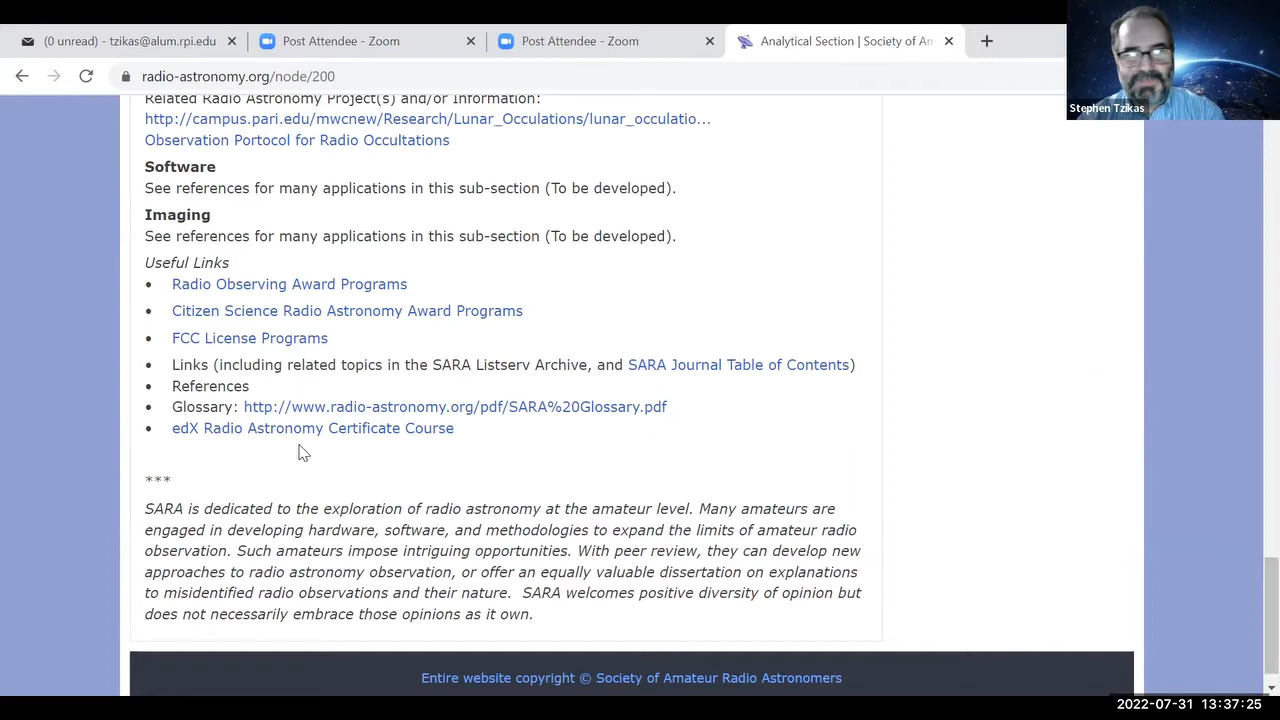 (0 unread) - tzikas@alum.rpi.edu
Post Attendee - Zoom
Post Attendee - Zoom
Analytical Section | Society of Am
radio-astronomy.org/node/200
Stephen Tzikas
Related Radio Astronomy Project(s) and/or Information:
http://campus.pari.edu/mwcnew/Research/Lunar_Occulations/lunar_occulatio...
Observation Portocol for Radio Occultations
Software
See references for many applications in this sub-section (To be developed).
Imaging
See references for many applications in this sub-section (To be developed).
Useful Links
• Radio Observing Award Programs
• Citizen Science Radio Astronomy Award Programs
• FCC License Programs
• Links (including related topics in the SARA Listserv Archive, and SARA Journal Table of Contents)
• References
• Glossary: http://www.radio-astronomy.org/pdf/SARA%20Glossary.pdf
• edX Radio Astronomy Certificate Course
***
SARA is dedicated to the exploration of radio astronomy at the amateur level. Many amateurs are
engaged in developing hardware, software, and methodologies to expand the limits of amateur radio
observation. Such amateurs impose intriguing opportunities. With peer review, they can develop new
approaches to radio astronomy observation, or offer an equally valuable dissertation on explanations
to misidentified radio observations and their nature. SARA welcomes positive diversity of opinion but
does not necessarily embrace those opinions as it own.
Entire website copyright © Society of Amateur Radio Astronomers
2022-07-31 13:37:25